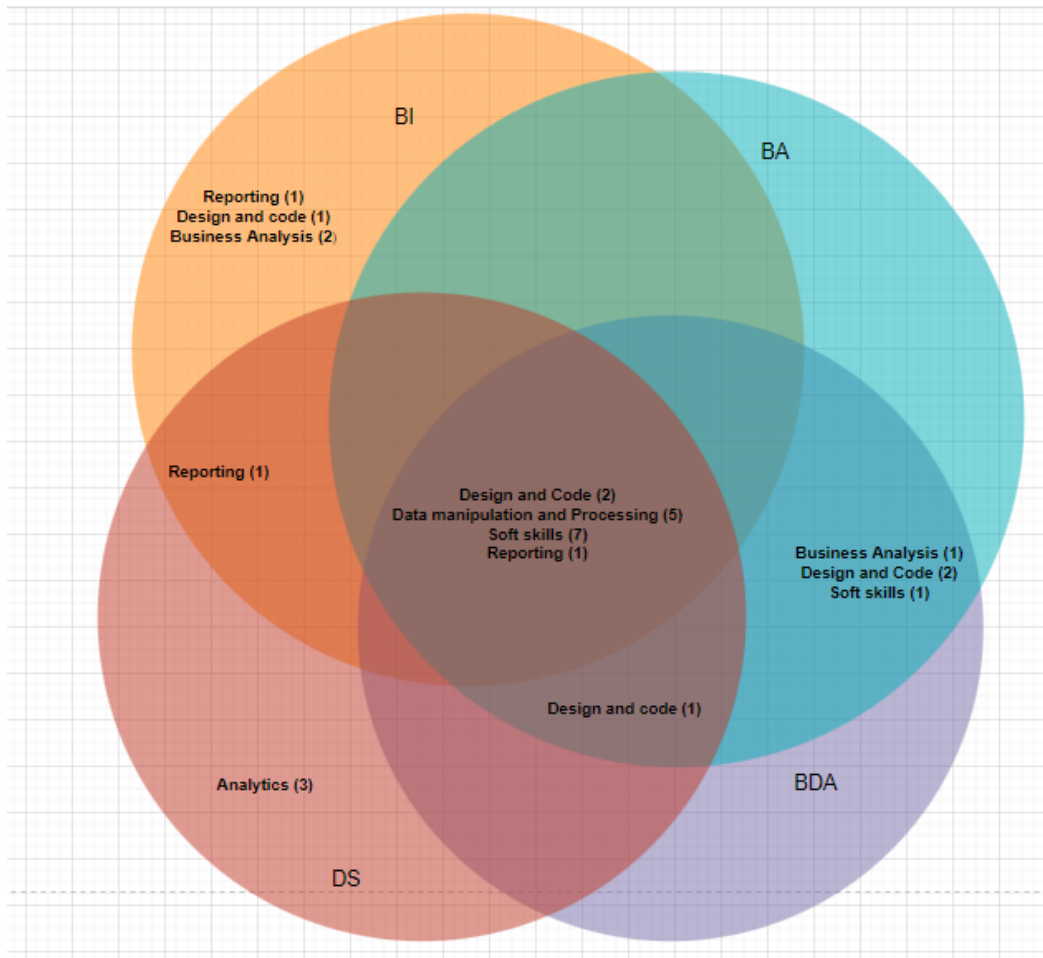 BI
BA
Reporting (1)
Design and code (1)
Business Analysis (2)
Reporting (1)
Design and Code (2)
Data manipulation and Processing (5)
Soft skills (7)
Reporting (1)
Business Analysis (1)
Design and Code (2)
Soft skills (1)
Design and code (1)
Analytics (3)
BDA
DS